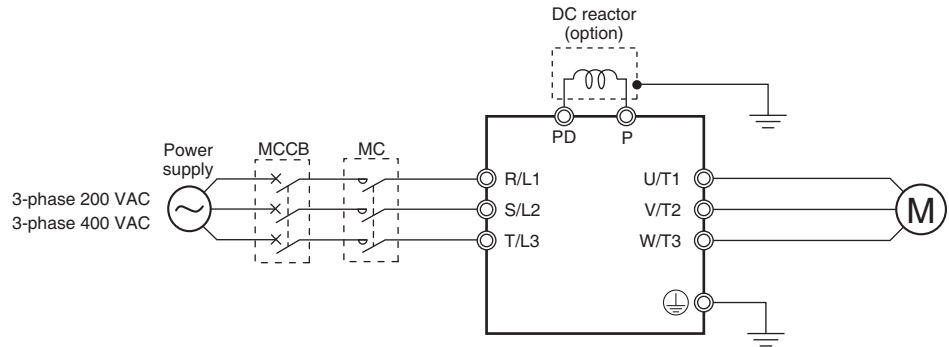 DC reactor
(option)
PD
P
Power
supply
MCCB
MC
3-phase 200 VAC
3-phase 400 VAC
R/L1
S/L2
T/L3
U/T1
V/T2
W/T3
M